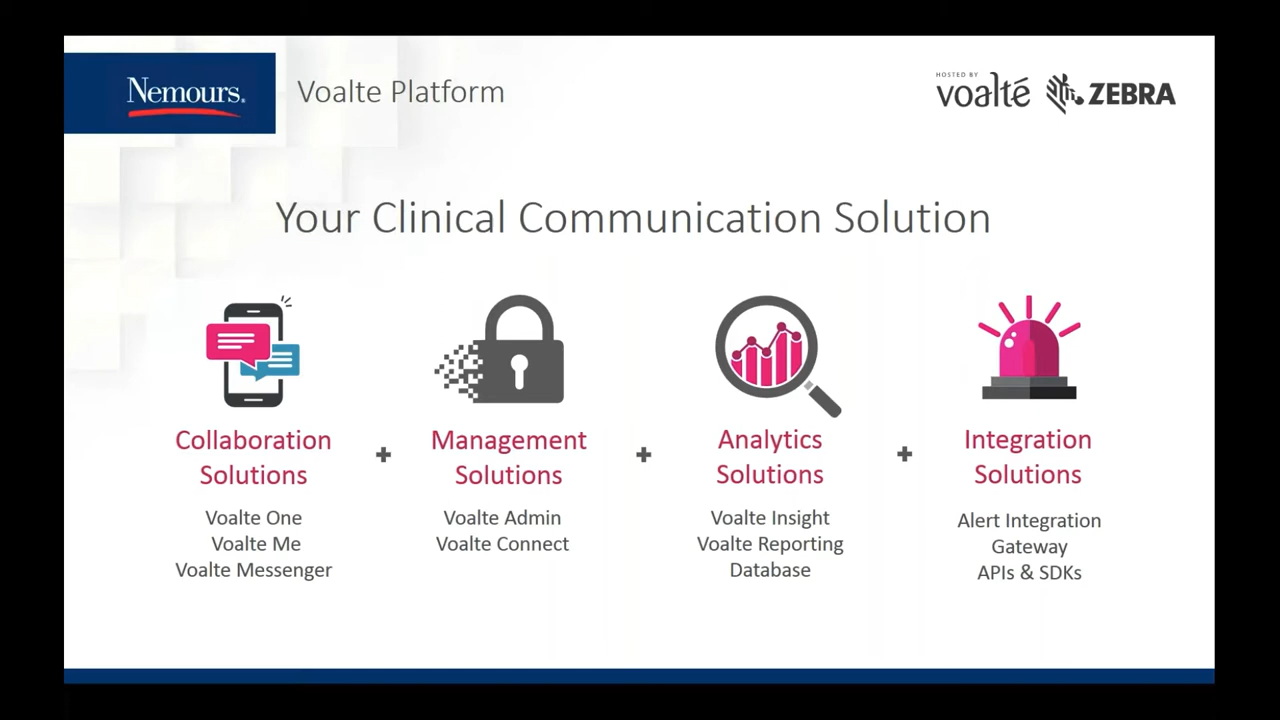 Nemours.
Voalte Platform
HOSTED BY
voalté
ZEBRA
Your Clinical Communication Solution
Collaboration
Solutions
Voalte One
Voalte Me
Voalte Messenger
+
Management
Solutions
Voalte Admin
Voalte Connect
+
Analytics
Solutions
Voalte Insight
Voalte Reporting
Database
+
Integration
Solutions
Alert Integration
Gateway
APIs & SDKs